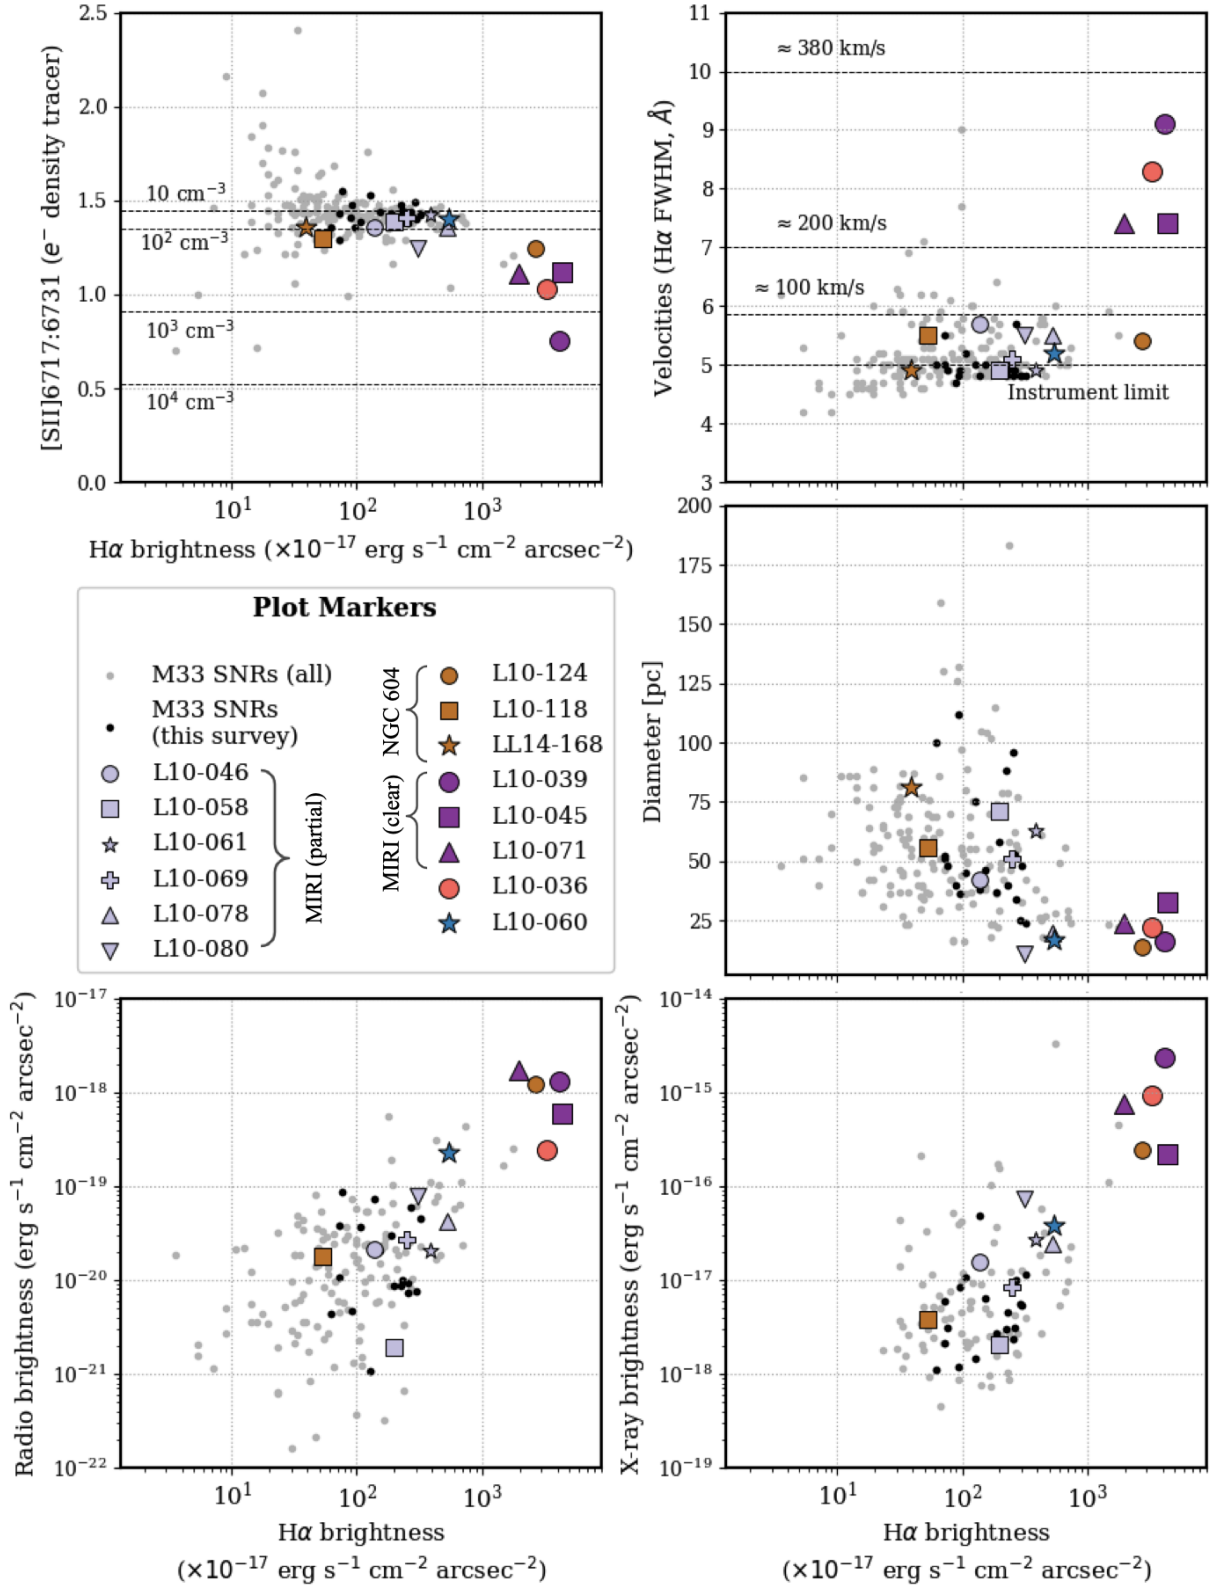 2.5
2.0
1.5
1.0
0.5
0.0
[SII]6717:6731 (e⁻ density tracer)
10 cm⁻³
10² cm⁻³
10³ cm⁻³
10⁴ cm⁻³
10¹ 10² 10³
Hα brightness (×10⁻¹⁷ erg s⁻¹ cm⁻² arcsec⁻²)
11
10
9
8
7
6
5
4
3
Velocities (Hα FWHM, Å)
≈ 380 km/s
≈ 200 km/s
≈ 100 km/s
Instrument limit
Plot Markers
M33 SNRs (all)
M33 SNRs
(this survey)
L10-046
L10-058
L10-061
L10-069
L10-078
L10-080
MIRI (partial)
NGC 604
L10-124
L10-118
LL14-168
MIRI (clear)
L10-039
L10-045
L10-071
L10-036
L10-060
200
175
150
125
100
75
50
25
Diameter [pc]
10⁻¹⁷
10⁻¹⁸
10⁻¹⁹
10⁻²⁰
10⁻²¹
10⁻²²
Radio brightness (erg s⁻¹ cm⁻² arcsec⁻²)
10¹ 10² 10³
Hα brightness
(×10⁻¹⁷ erg s⁻¹ cm⁻² arcsec⁻²)
10⁻¹⁴
10⁻¹⁵
10⁻¹⁶
10⁻¹⁷
10⁻¹⁸
10⁻¹⁹
X-ray brightness (erg s⁻¹ cm⁻² arcsec⁻²)
10¹ 10² 10³
Hα brightness
(×10⁻¹⁷ erg s⁻¹ cm⁻² arcsec⁻²)